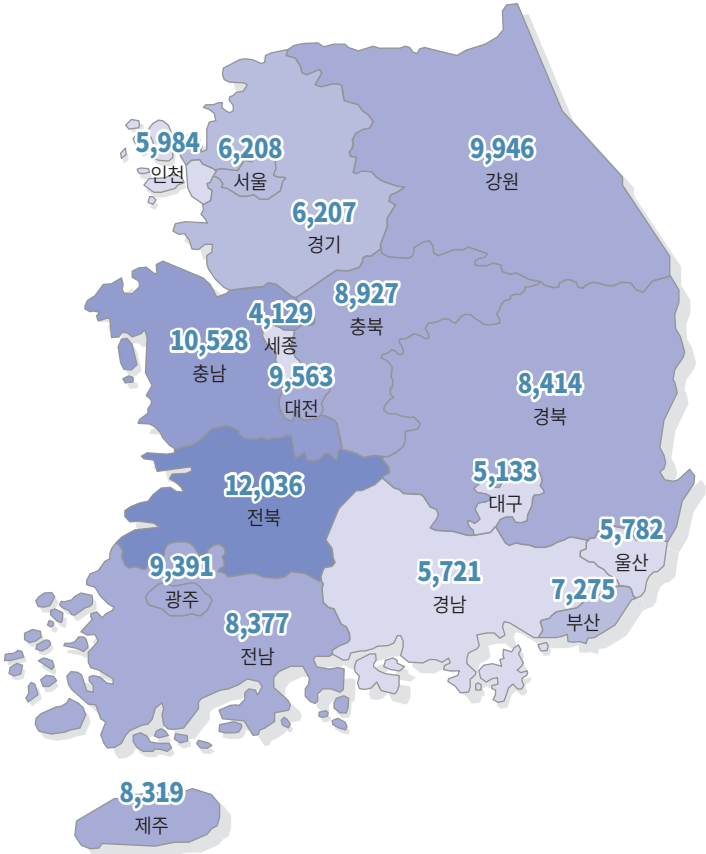 5,984
인천
6,208
서울
9,946
강원
6,207
경기
8,927
충북
4,129
세종
10,528
충남
9,563
대전
8,414
경북
5,133
대구
12,036
전북
5,782
울산
9,391
광주
5,721
경남
7,275
부산
8,377
전남
8,319
제주